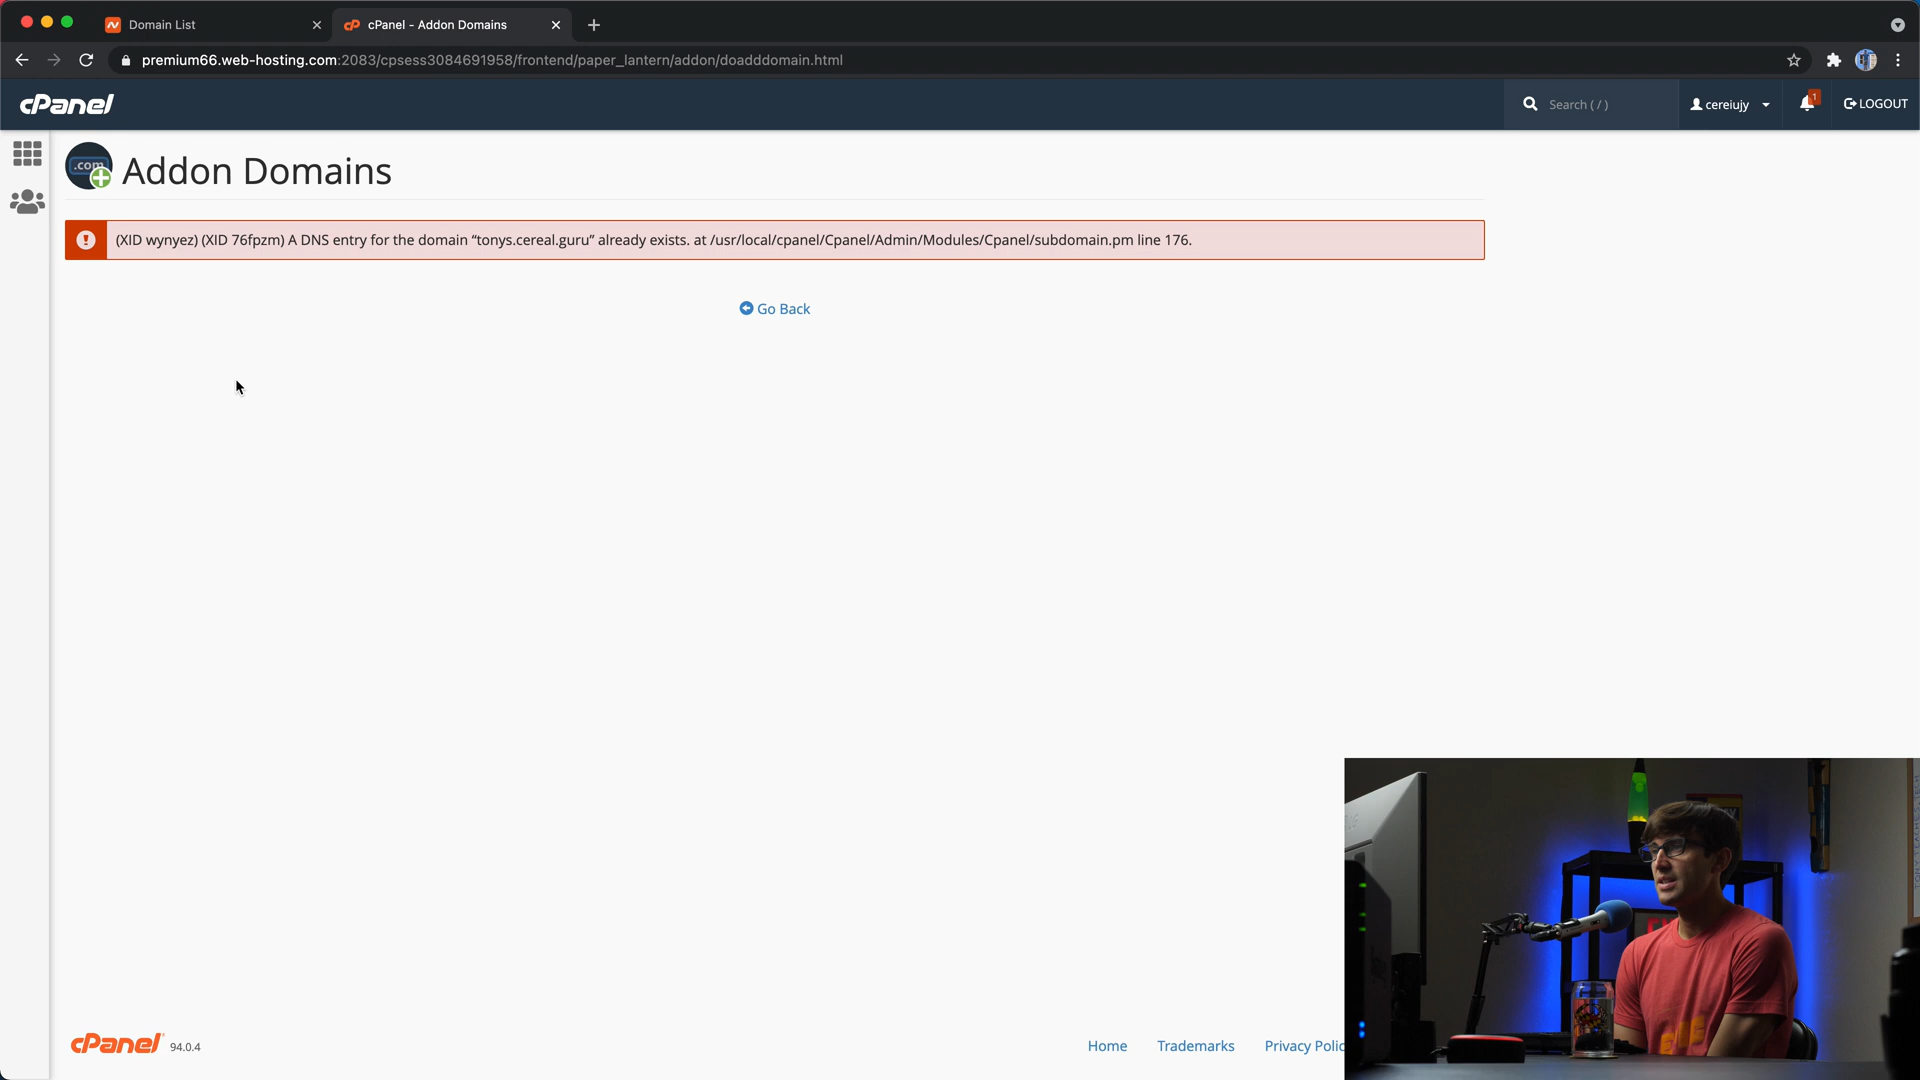 Domain List
cPanel - Addon Domains
premium66.web-hosting.com:2083/cpsess3084691958/frontend/paper_lantern/addon/doadddomain.html
cPanel
Search ( / )
cereiujy
1
LOGOUT
.com
Addon Domains
(XID wynyez) (XID 76fpzm) A DNS entry for the domain “tonys.cereal.guru” already exists. at /usr/local/cpanel/Cpanel/Admin/Modules/Cpanel/subdomain.pm line 176.
Go Back
cPanel
94.0.4
Home
Trademarks
Privacy Polic